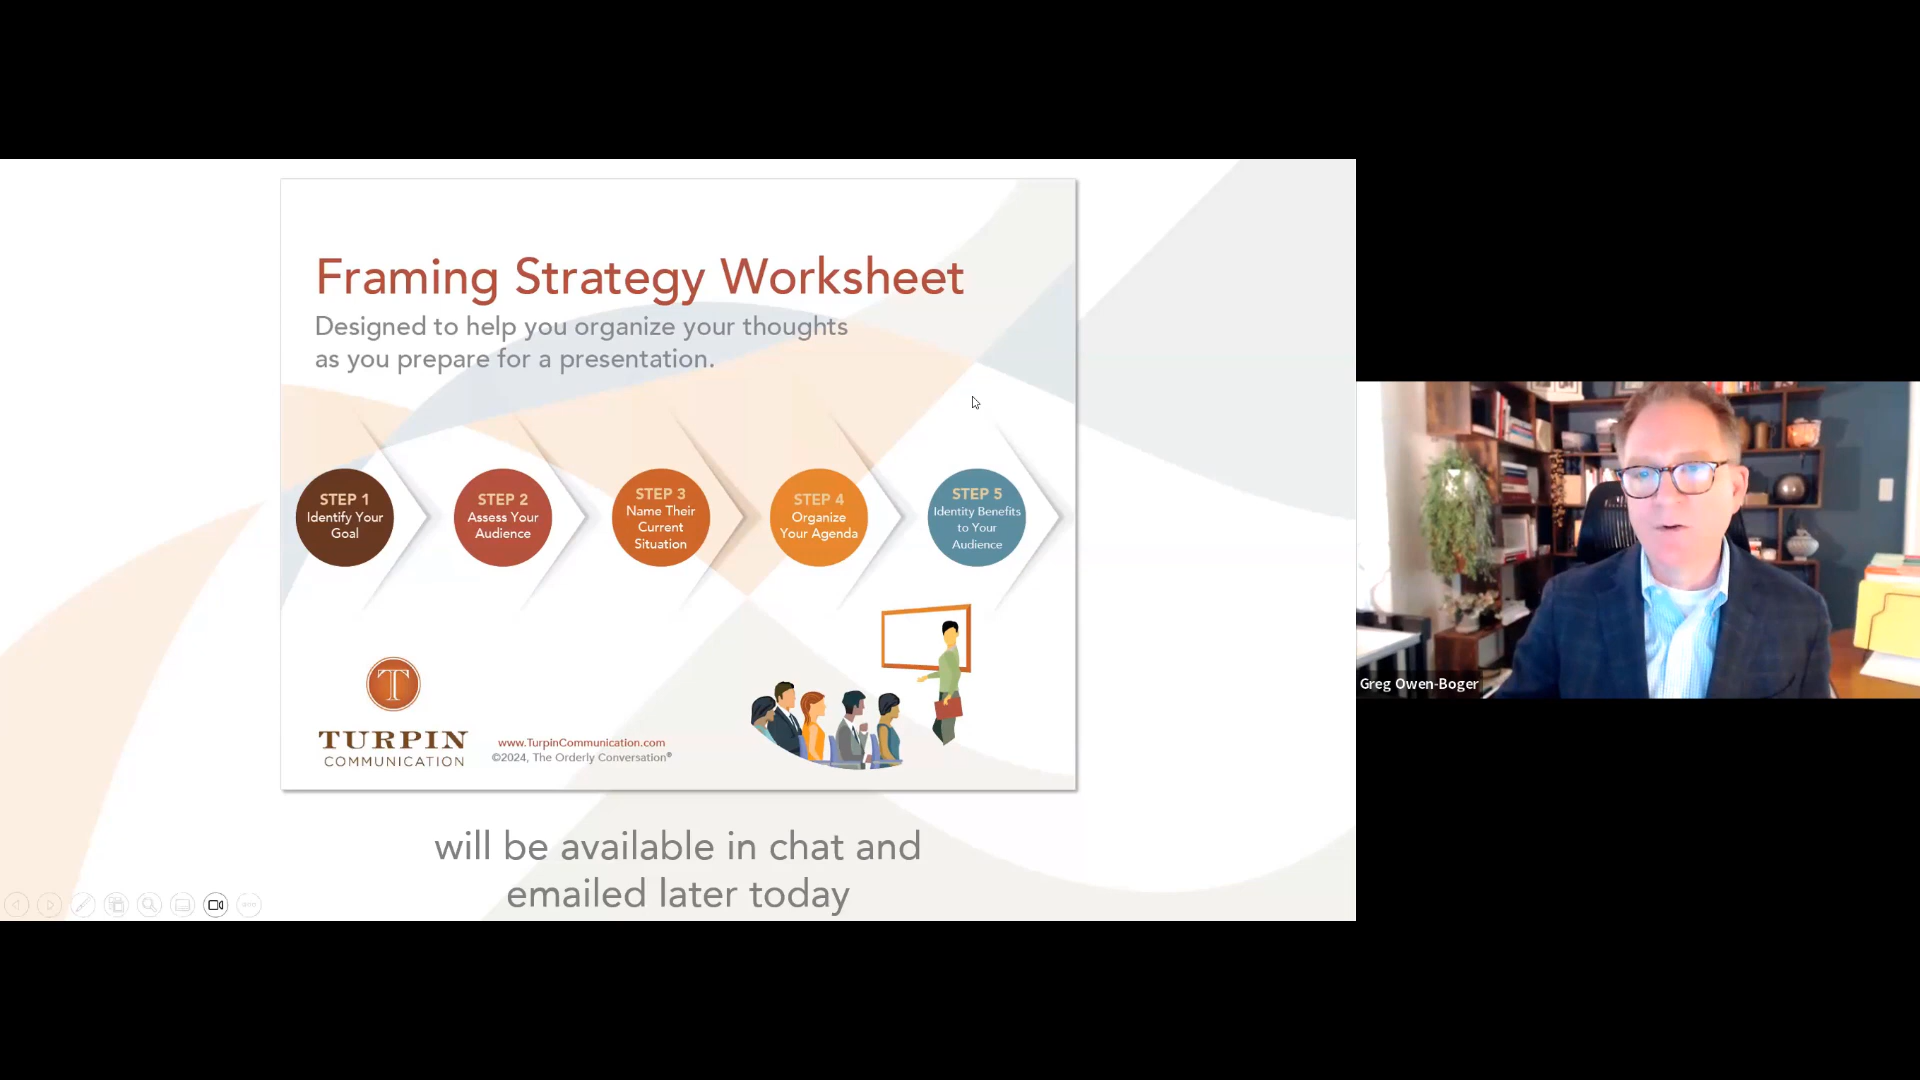 Framing Strategy Worksheet
Designed to help you organize your thoughts
as you prepare for a presentation.
STEP 1
Identify Your
Goal
STEP 2
Assess Your
Audience
STEP 3
Name Their
Current
Situation
STEP 4
Organize
Your Agenda
STEP 5
Identity Benefits
to Your
Audience
T
TURPIN
COMMUNICATION
www.TurpinCommunication.com
©2024, The Orderly Conversation®
will be available in chat and
emailed later today
Greg Owen-Boger